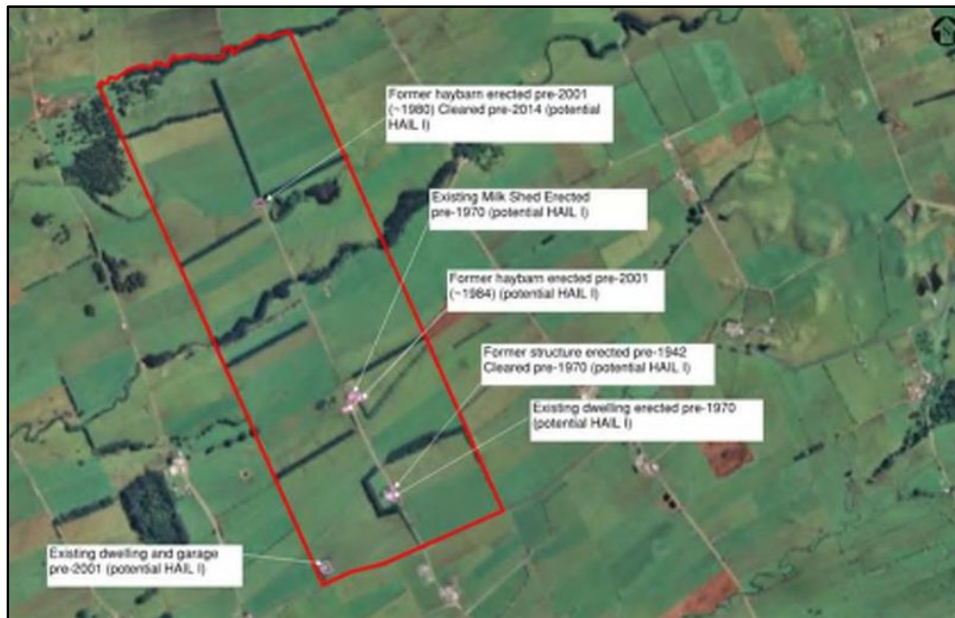 Former haybarn erected pre-2001
(~1980) Cleared pre-2014 (potential
HAIL I)
Existing Milk Shed Erected
pre-1970 (potential HAIL I)
Former haybarn erected pre-2001
(~1984) (potential HAIL I)
Former structure erected pre-1942
Cleared pre-1970 (potential HAIL I)
Existing dwelling erected pre-1970
(potential HAIL I)
Existing dwelling and garage
pre-2001 (potential HAIL I)